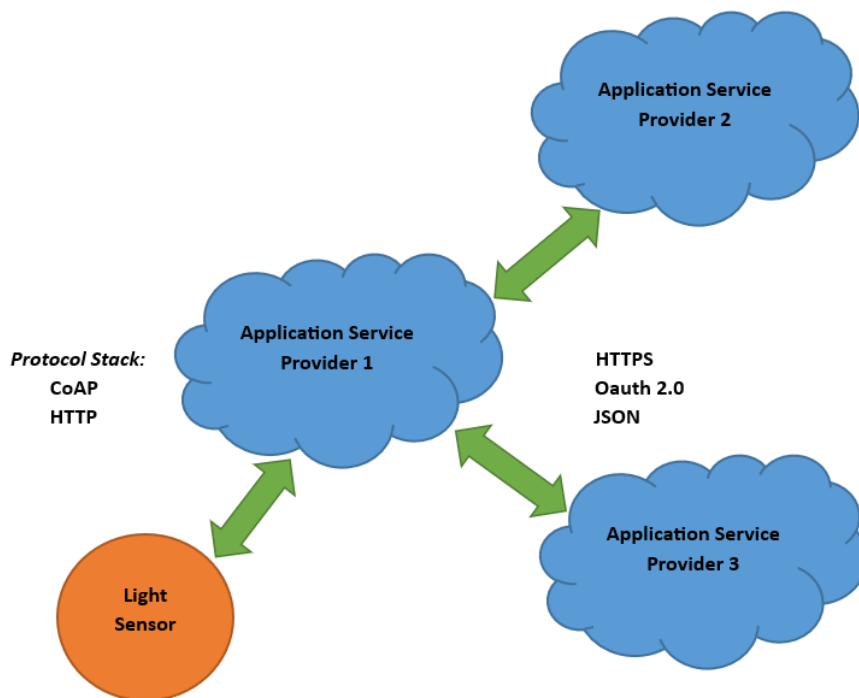 Application Service
Provider 2
Application Service
Provider 1
Protocol Stack:
CoAP
HTTP
HTTPS
Oauth 2.0
JSON
Application Service
Provider 3
Light
Sensor